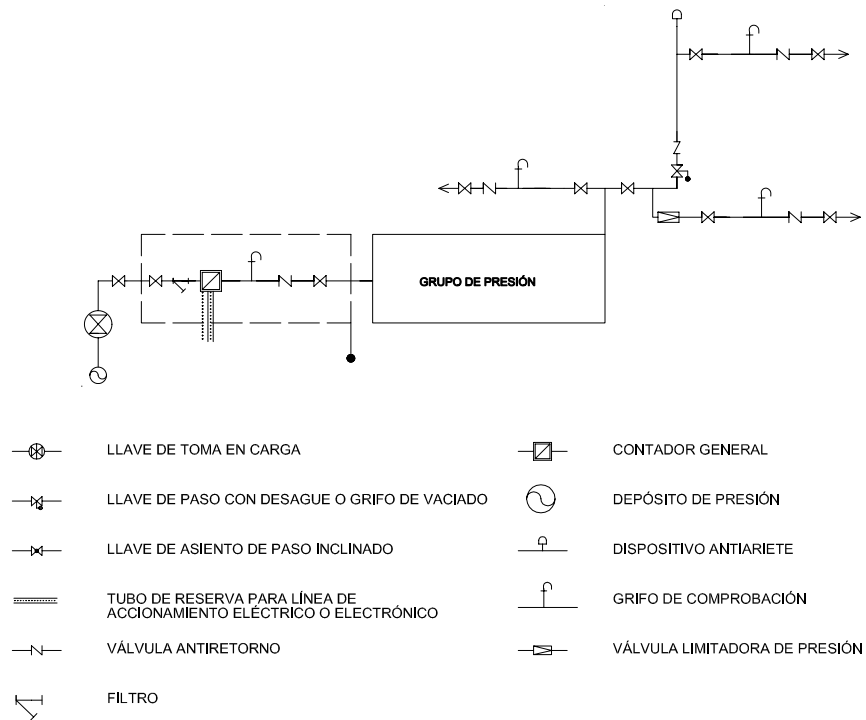 GRUPO DE PRESIÓN
LLAVE DE TOMA EN CARGA
LLAVE DE PASO CON DESAGUE O GRIFO DE VACIADO
LLAVE DE ASIENTO DE PASO INCLINADO
TUBO DE RESERVA PARA LÍNEA DE
ACCIONAMIENTO ELÉCTRICO O ELECTRÓNICO
VÁLVULA ANTIRETORNO
FILTRO
CONTADOR GENERAL
DEPÓSITO DE PRESIÓN
DISPOSITIVO ANTIARIETE
GRIFO DE COMPROBACIÓN
VÁLVULA LIMITADORA DE PRESIÓN